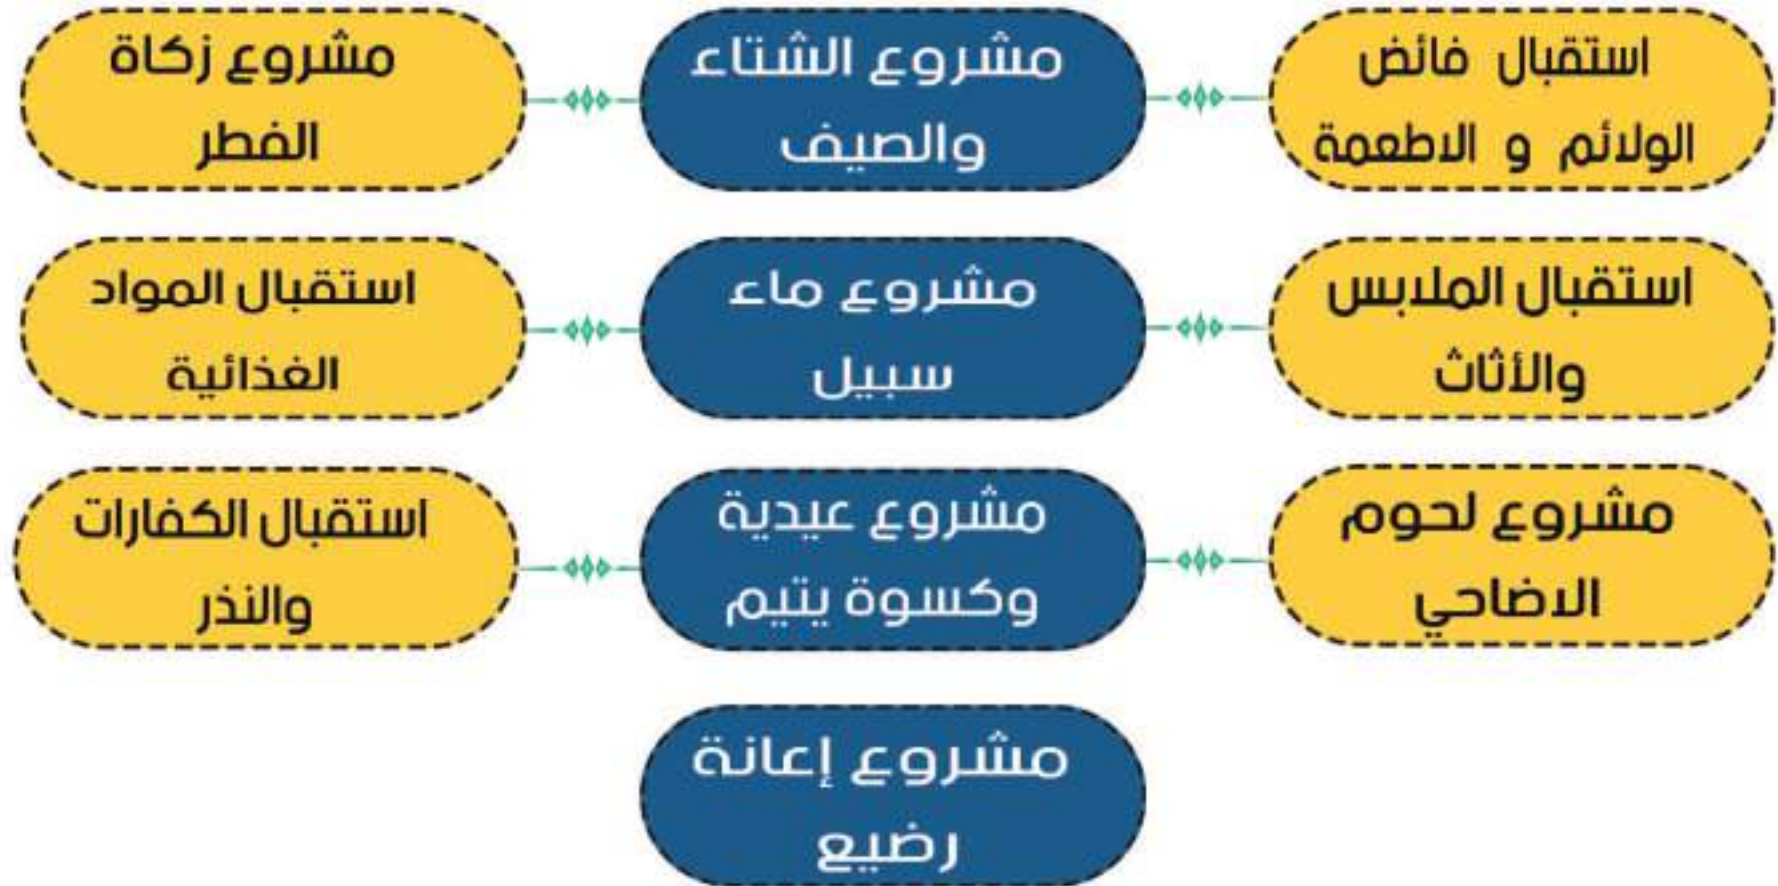 استقبال فائض
الولائم و الاطعمة
مشروع الشتاء
والصيف
مشروع زكاة
الفطر
استقبال الملابس
والأثاث
مشروع ماء
سبيل
استقبال المواد
الغذائية
مشروع لحوم
الاضاحي
مشروع عيدية
وكسوة يتيم
استقبال الكفارات
والنذر
مشروع إعانة
رضيع